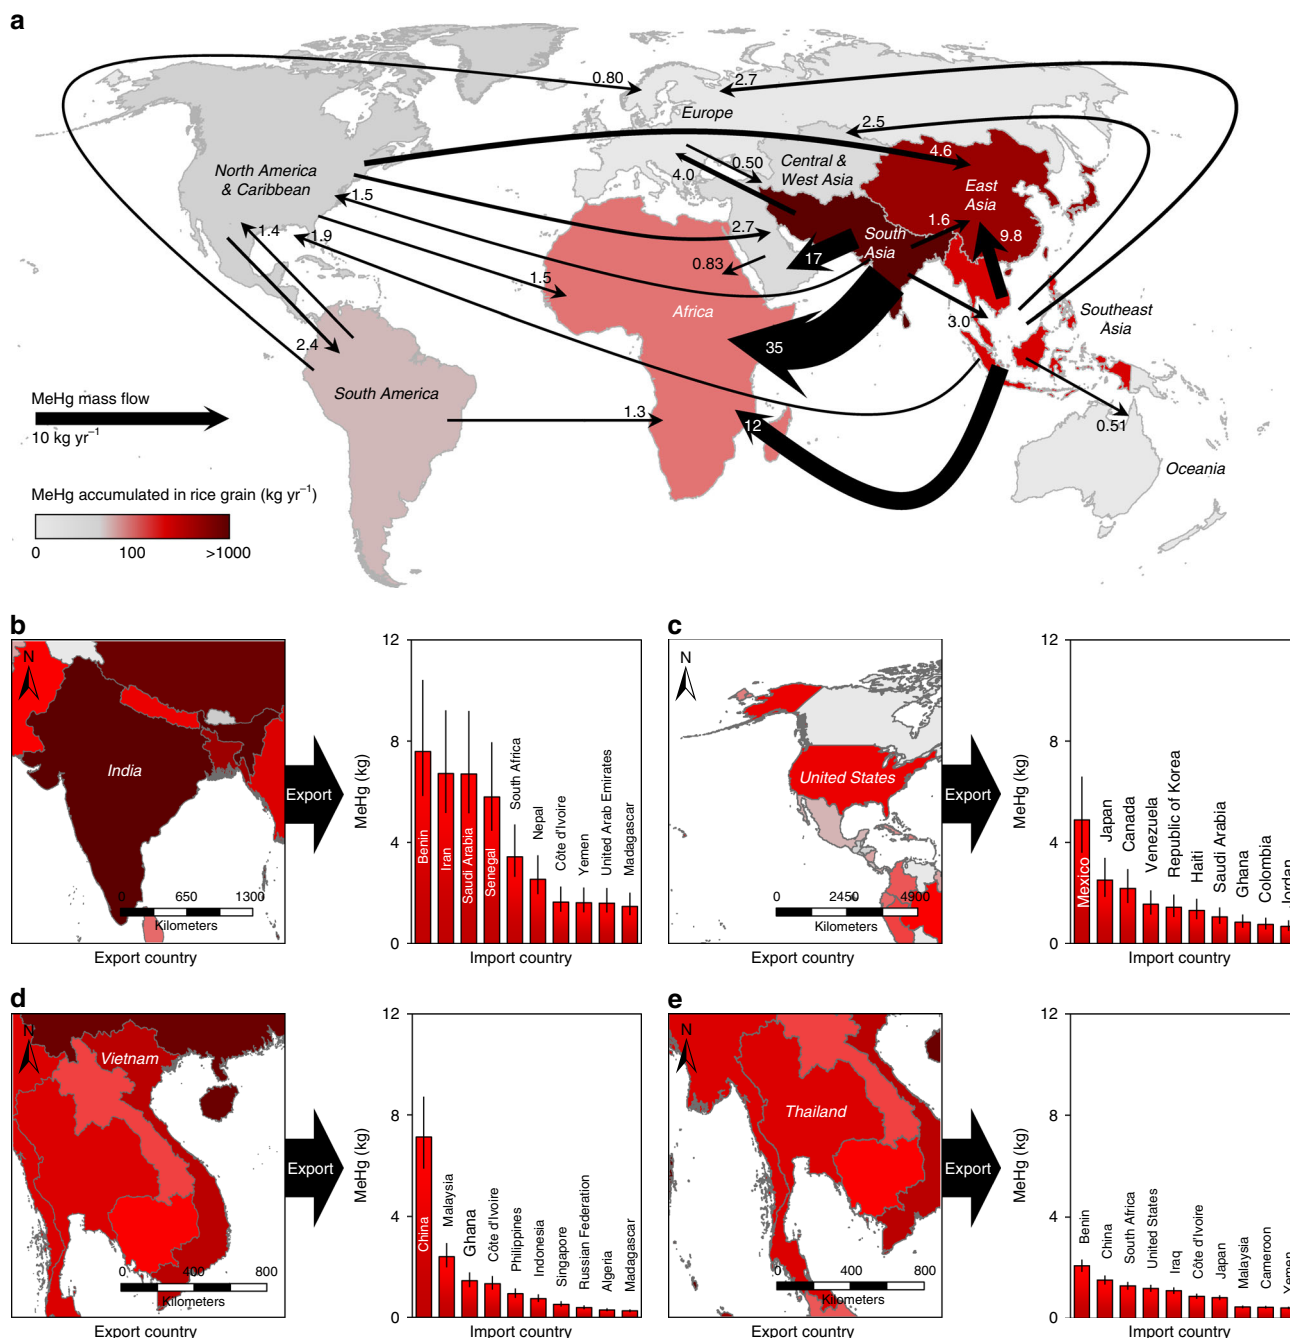 a
0.80
2.7
Europe
2.5
North America
& Caribbean
0.50
4.0
Central &
West Asia
4.6
East
Asia
1.5
1.4
1.9
2.7
0.83
17
South
Asia
1.6
9.8
1.5
Africa
3.0
Southeast
Asia
2.4
35
South America
MeHg mass flow
10 kg yr⁻¹
1.3
12
0.51
Oceania
MeHg accumulated in rice grain (kg yr⁻¹)
0 100 >1000
b
N
India
0 650 1300
Kilometers
Export country
Export
MeHg (kg)
12
8
4
0
Benin
Iran
Saudi Arabia
Senegal
South Africa
Nepal
Côte d'Ivoire
Yemen
United Arab Emirates
Madagascar
Import country
c
N
United States
0 2450 4900
Kilometers
Export country
Export
MeHg (kg)
12
8
4
0
Mexico
Japan
Canada
Venezuela
Republic of Korea
Haiti
Saudi Arabia
Ghana
Colombia
Jordan
Import country
d
N
Vietnam
0 400 800
Kilometers
Export country
Export
MeHg (kg)
12
8
4
0
China
Malaysia
Ghana
Côte d'Ivoire
Philippines
Indonesia
Singapore
Russian Federation
Algeria
Madagascar
Import country
e
N
Thailand
0 400 800
Kilometers
Export country
Export
MeHg (kg)
12
8
4
0
Benin
China
South Africa
United States
Iraq
Côte d'Ivoire
Japan
Malaysia
Cameroon
Yemen
Import country